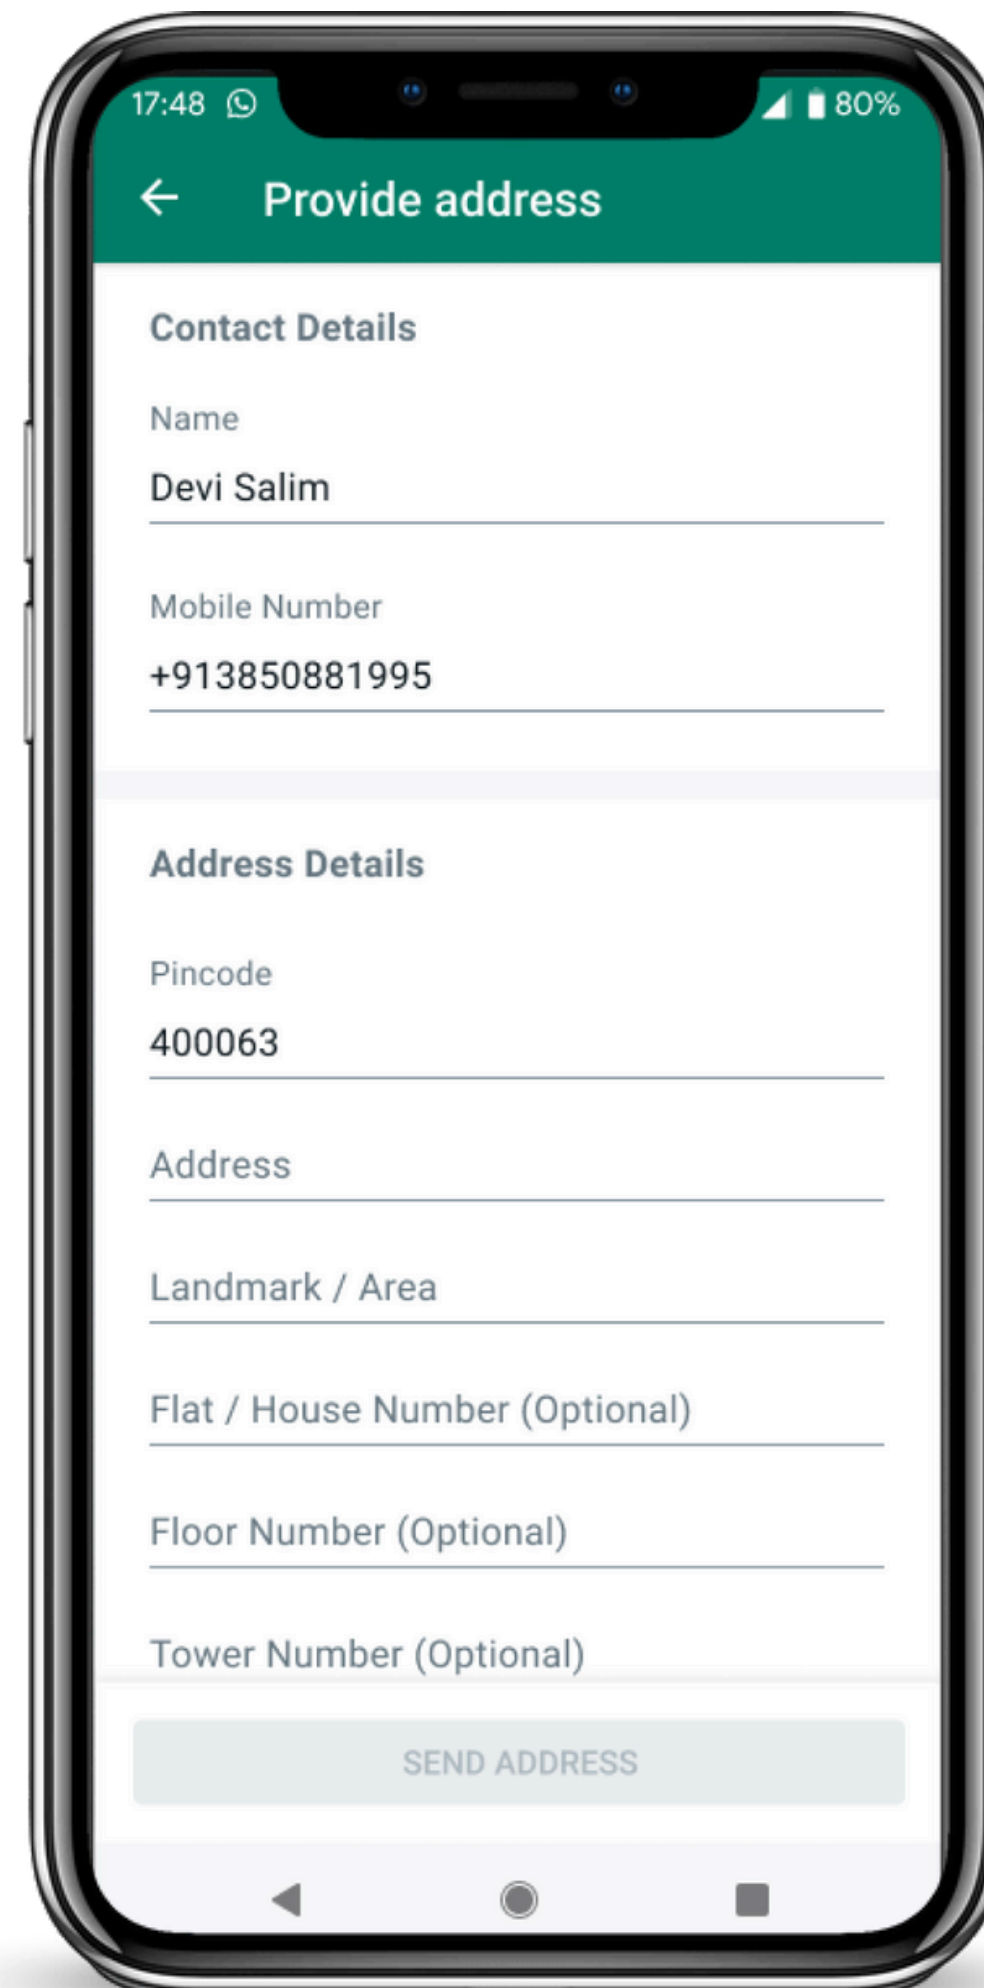 17:48 80%
Provide address
Contact Details
Name
Devi Salim
Mobile Number
+913850881995
Address Details
Pincode
400063
Address
Landmark / Area
Flat / House Number (Optional)
Floor Number (Optional)
Tower Number (Optional)
SEND ADDRESS